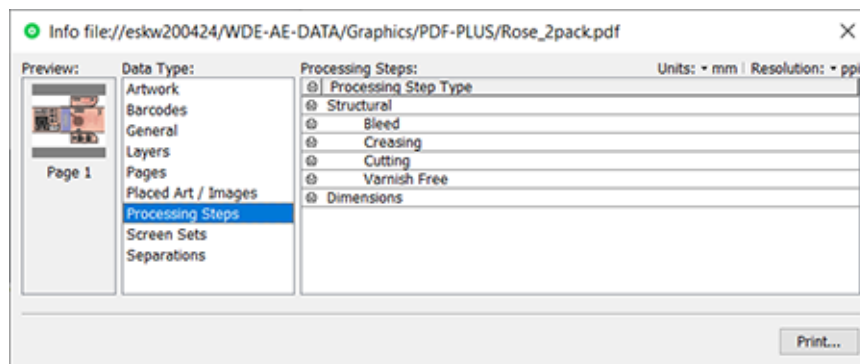 Info file://eskw200424/WDE-AE-DATA/Graphics/PDF-PLUS/Rose_2pack.pdf
Preview:
Page 1
Data Type:
Artwork
Barcodes
General
Layers
Pages
Placed Art / Images
Processing Steps
Screen Sets
Separations
Processing Steps:
Units: mm | Resolution: ppi
Processing Step Type
Structural
Bleed
Creasing
Cutting
Varnish Free
Dimensions
Print...